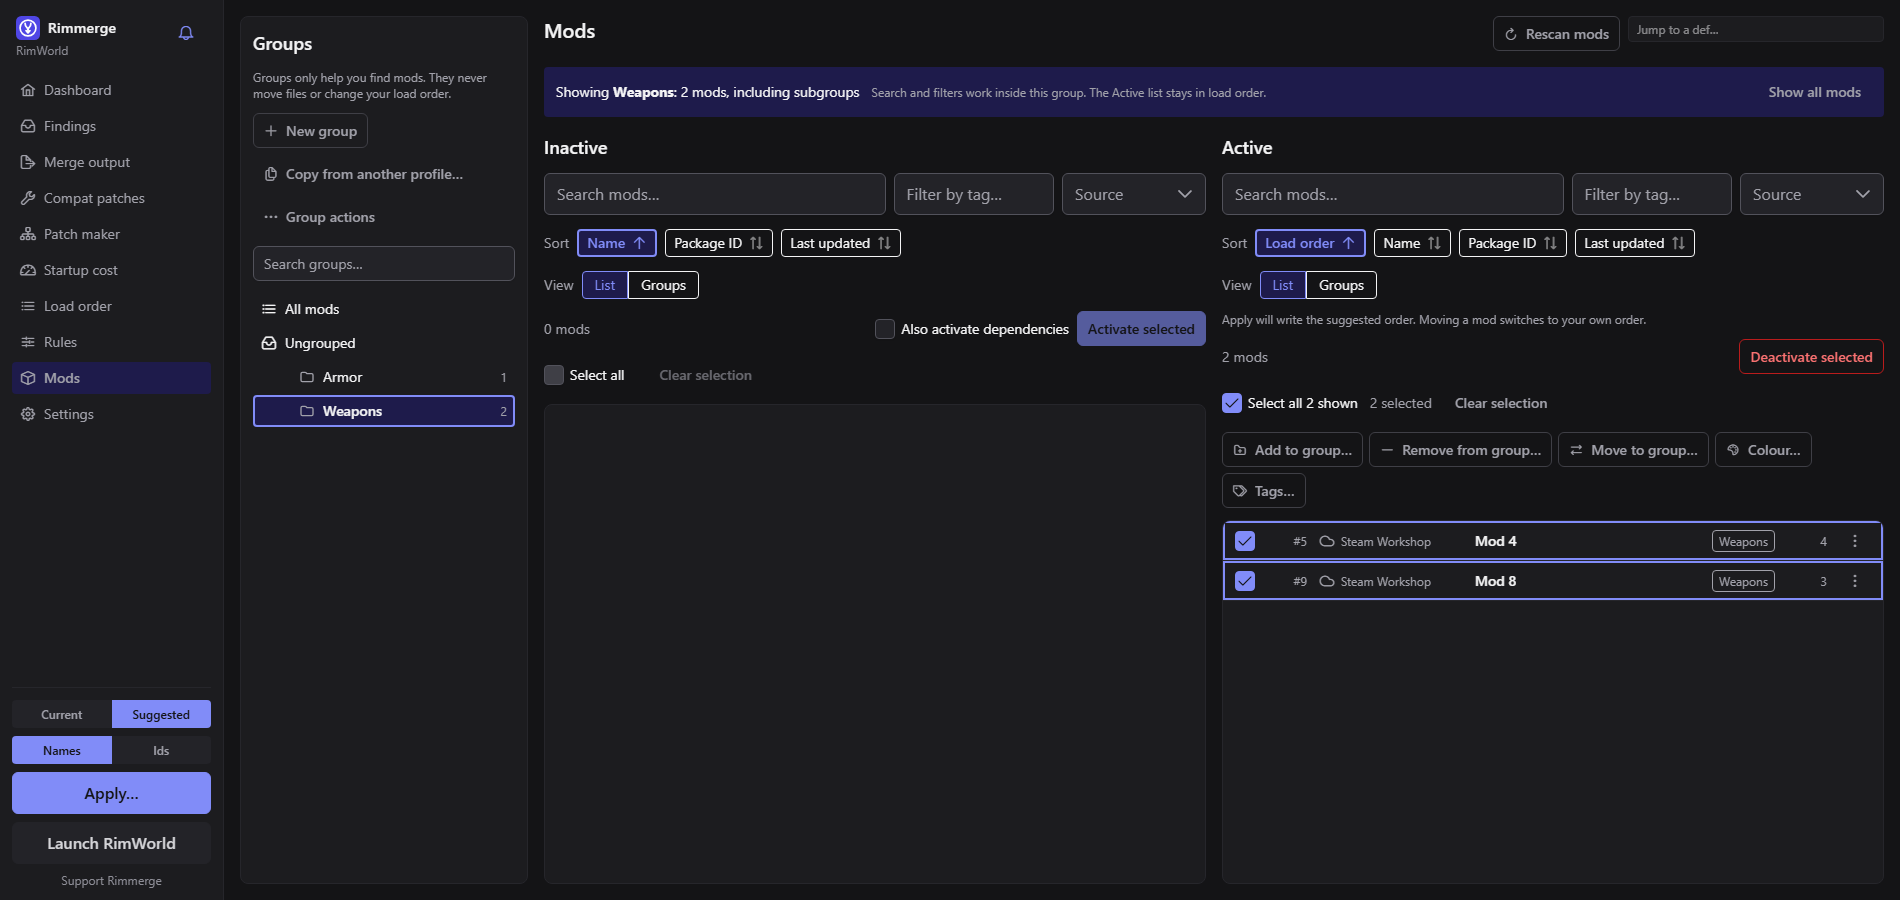 Rimmerge
RimWorld
Dashboard
Findings
Merge output
Compat patches
Patch maker
Startup cost
Load order
Rules
Mods
Settings
Current
Suggested
Names
Ids
Apply...
Launch RimWorld
Support Rimmerge
Groups
Groups only help you find mods. They never
move files or change your load order.
New group
Copy from another profile...
Group actions
Search groups...
All mods
Ungrouped
Armor 1
Weapons 2
Mods
Rescan mods
Jump to a def...
Showing Weapons: 2 mods, including subgroups Search and filters work inside this group. The Active list stays in load order.
Show all mods
Inactive
Search mods...
Filter by tag...
Source
Sort Name Package ID Last updated
View List Groups
0 mods
Also activate dependencies
Activate selected
Select all
Clear selection
Active
Search mods...
Filter by tag...
Source
Sort Load order Name Package ID Last updated
View List Groups
Apply will write the suggested order. Moving a mod switches to your own order.
2 mods
Deactivate selected
Select all 2 shown 2 selected Clear selection
Add to group... Remove from group... Move to group... Colour...
Tags...
#5 Steam Workshop Mod 4 Weapons 4
#9 Steam Workshop Mod 8 Weapons 3